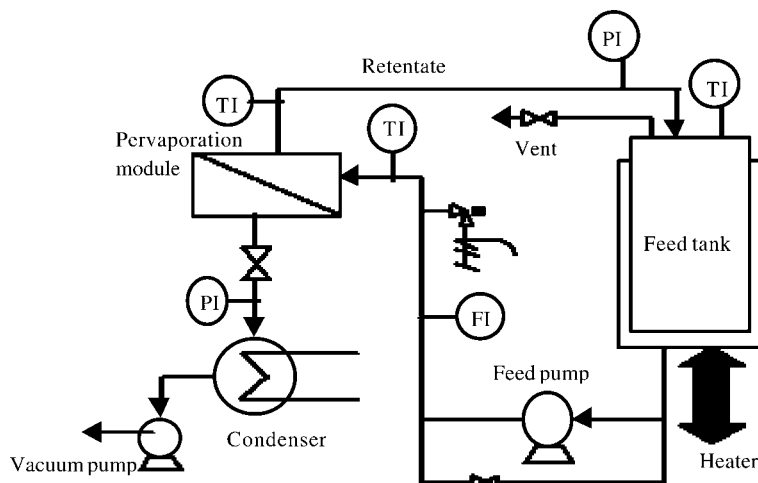 PI
Retentate
TI
TI
TI
Pervaporation
module
Vent
Feed tank
PI
FI
Feed pump
Condenser
Vacuum pump
Heater